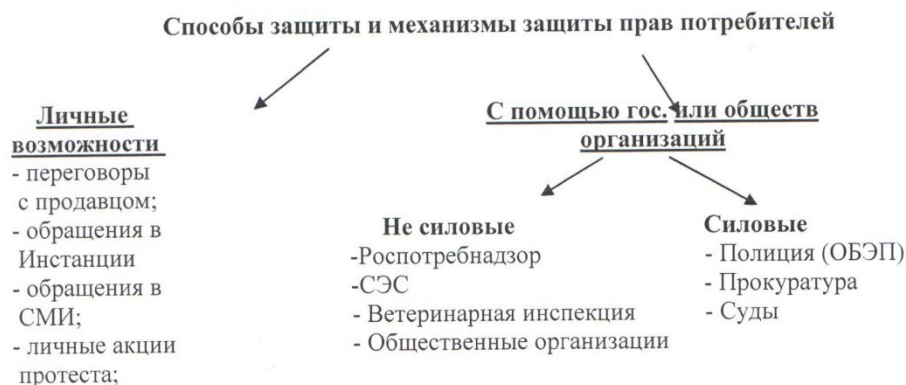 Способы защиты и механизмы защиты прав потребителей
Личные
возможности
- переговоры
с продавцом;
- обращения в
Инстанции
- обращения в
СМИ;
- личные акции
протеста;
С помощью гос. или обществ
организаций
Не силовые
-Роспотребнадзор
-СЭС
- Ветеринарная инспекция
- Общественные организации
Силовые
- Полиция (ОБЭП)
- Прокуратура
- Суды